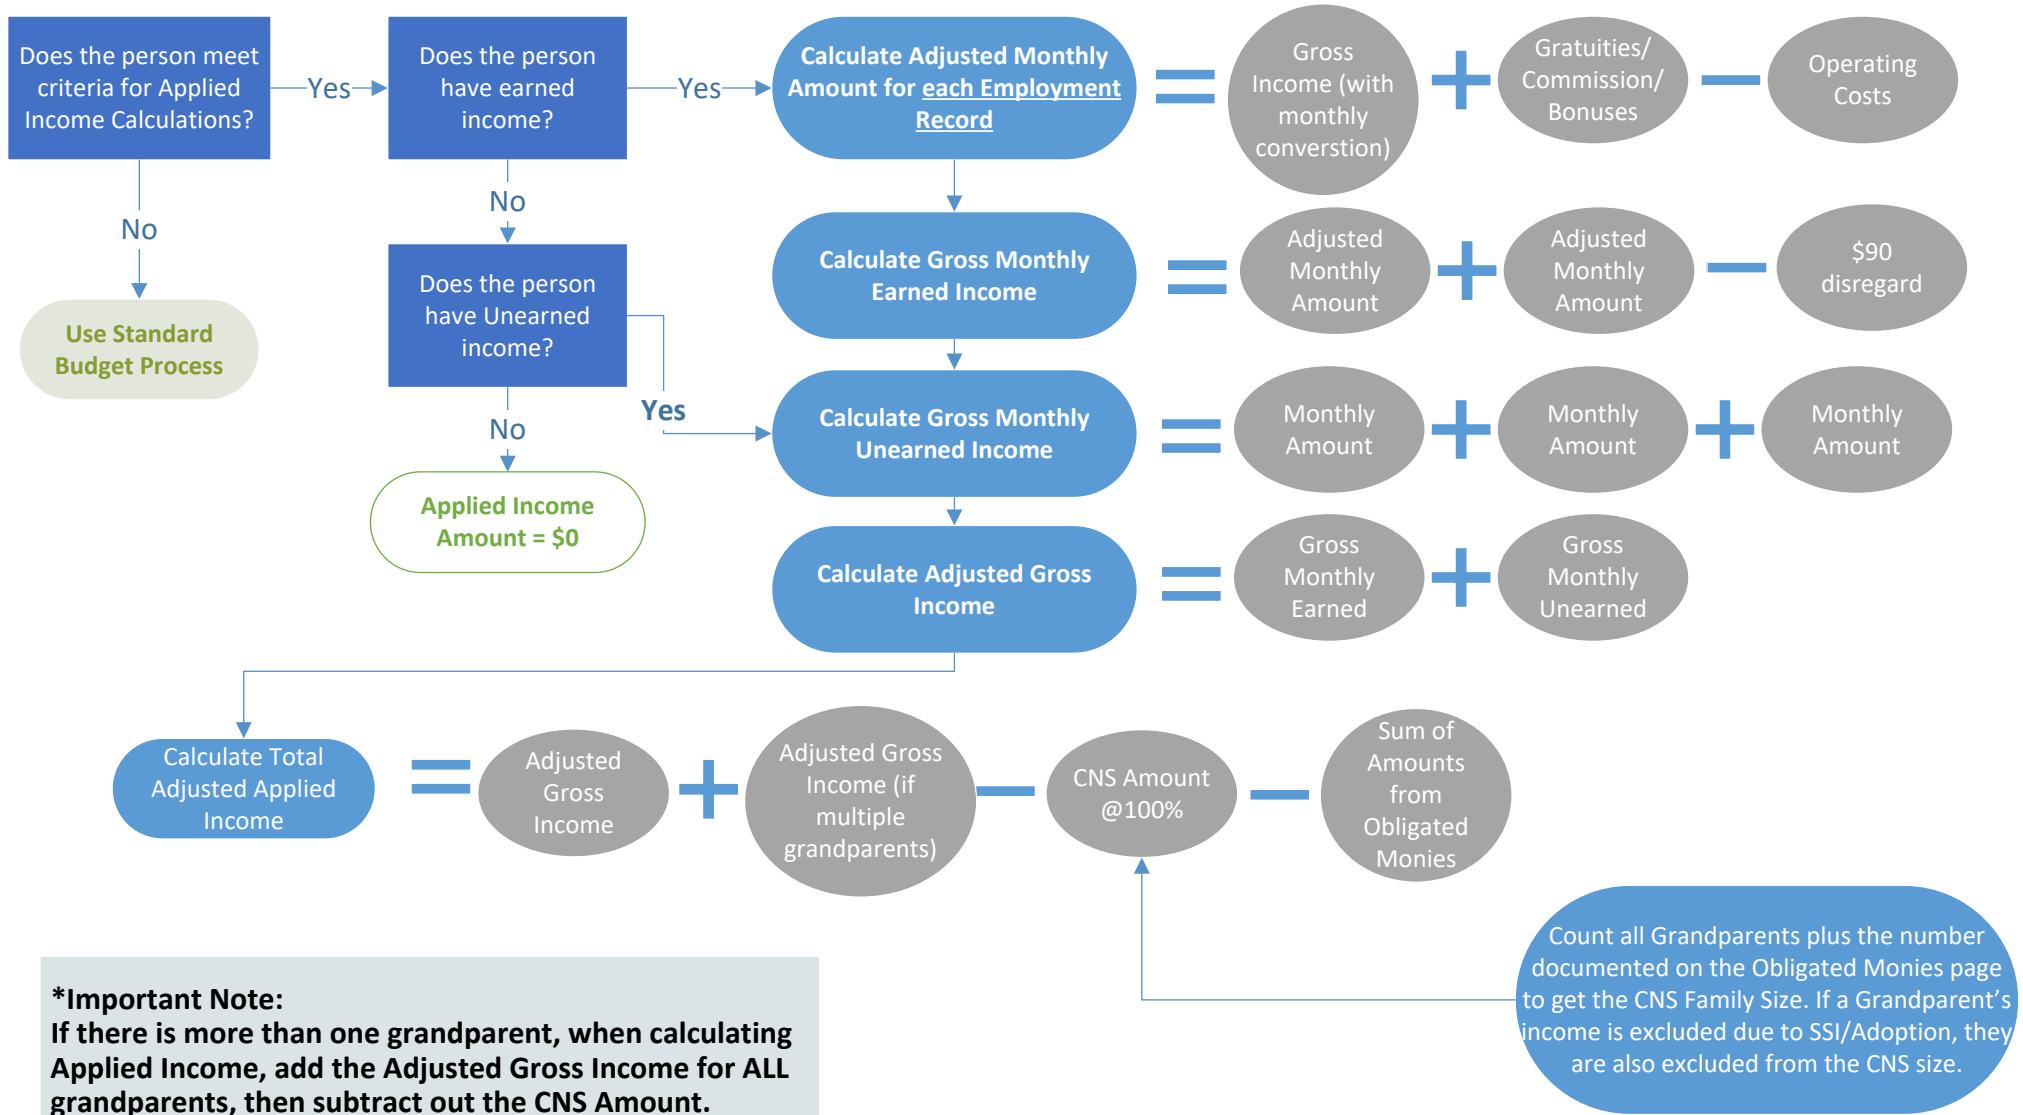 Does the person meet
criteria for Applied
Income Calculations?
Yes
Does the person
have earned
income?
Yes
Calculate Adjusted Monthly
Amount for each Employment
Record
Gross
Income (with
monthly
converstion)
Gratuities/
Commission/
Bonuses
Operating
Costs
No
No
Use Standard
Budget Process
Does the person
have Unearned
income?
Yes
No
Applied Income
Amount = $0
Calculate Gross Monthly
Earned Income
Adjusted
Monthly
Amount
Adjusted
Monthly
Amount
$90
disregard
Calculate Gross Monthly
Unearned Income
Monthly
Amount
Monthly
Amount
Monthly
Amount
Calculate Adjusted Gross
Income
Gross
Monthly
Earned
Gross
Monthly
Unearned
Calculate Total
Adjusted Applied
Income
Adjusted
Gross
Income
Adjusted Gross
Income (if
multiple
grandparents)
CNS Amount
@100%
Sum of
Amounts
from
Obligated
Monies
Count all Grandparents plus the number
documented on the Obligated Monies page
to get the CNS Family Size. If a Grandparent’s
income is excluded due to SSI/Adoption, they
are also excluded from the CNS size.
*Important Note:
If there is more than one grandparent, when calculating
Applied Income, add the Adjusted Gross Income for ALL
grandparents, then subtract out the CNS Amount.